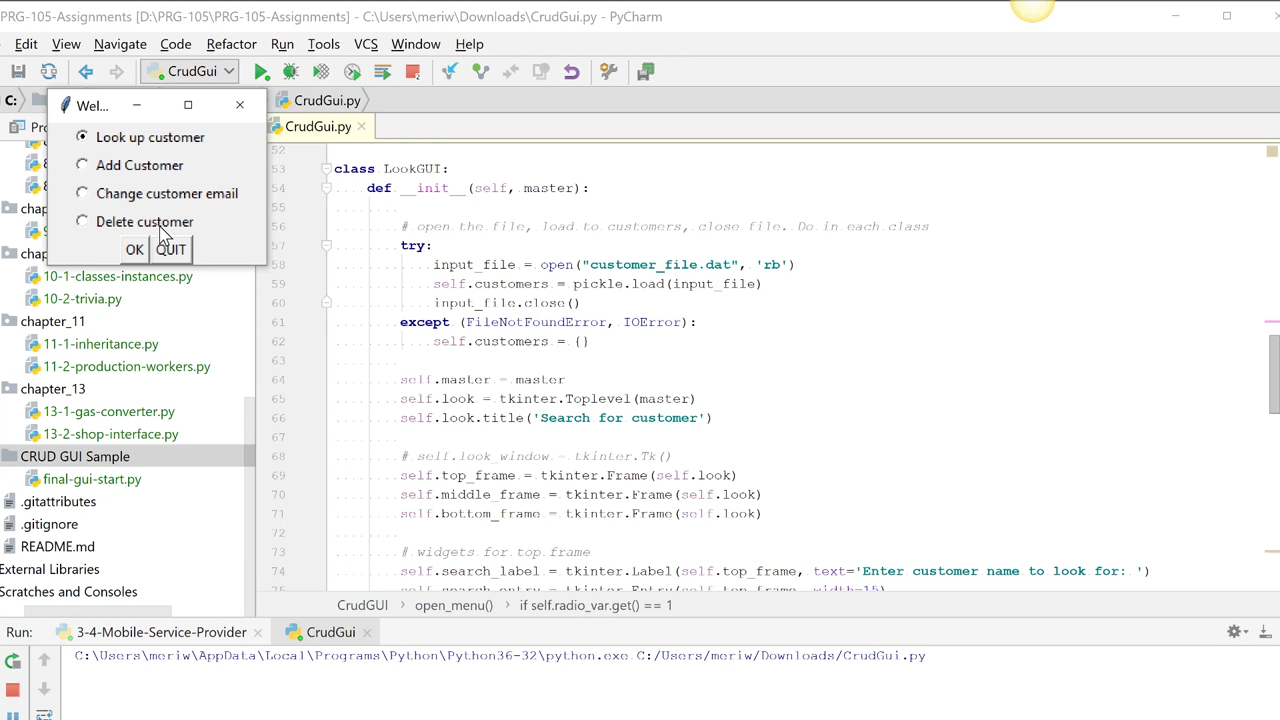 PRG-105 [D:\PRG-105\PRG-105-Assignments] - C:\Users\meriw\Downloads\CrudGui.py - PyCharm
Edit View Navigate Code Refactor Run Tools VCS Window Help
CrudGui
C: CrudGui.py
Wel...
Look up customer
Add Customer
Change customer email
Delete customer
OK QUIT
CrudGui.py
10-1-classes-instances.py
10-2-trivia.py
chapter_11
11-1-inheritance.py
11-2-production-workers.py
chapter_13
13-1-gas-converter.py
13-2-shop-interface.py
CRUD GUI Sample
final-gui-start.py
.gitattributes
.gitignore
README.md
External Libraries
Scratches and Consoles
52
53 class LookGUI:
54 def __init__(self, master):
55
56 # open the file, load to customers, close file. Do in each class
57 try:
58 input_file = open("customer_file.dat", 'rb')
59 self.customers = pickle.load(input_file)
60 input_file.close()
61 except (FileNotFoundError, IOError):
62 self.customers = {}
63
64 self.master = master
65 self.look = tkinter.Toplevel(master)
66 self.look.title('Search for customer')
67
68 # self.look_window = tkinter.Tk()
69 self.top_frame = tkinter.Frame(self.look)
70 self.middle_frame = tkinter.Frame(self.look)
71 self.bottom_frame = tkinter.Frame(self.look)
72
73 # widgets for top frame
74 self.search_label = tkinter.Label(self.top_frame, text='Enter customer name to look for: ')
75 self.search_entry = tkinter.Entry(self.top_frame, width=15)
CrudGUI open_menu() if self.radio_var.get() == 1
Run: 3-4-Mobile-Service-Provider CrudGui
C:\Users\meriw\AppData\Local\Programs\Python\Python36-32\python.exe C:/Users/meriw/Downloads/CrudGui.py